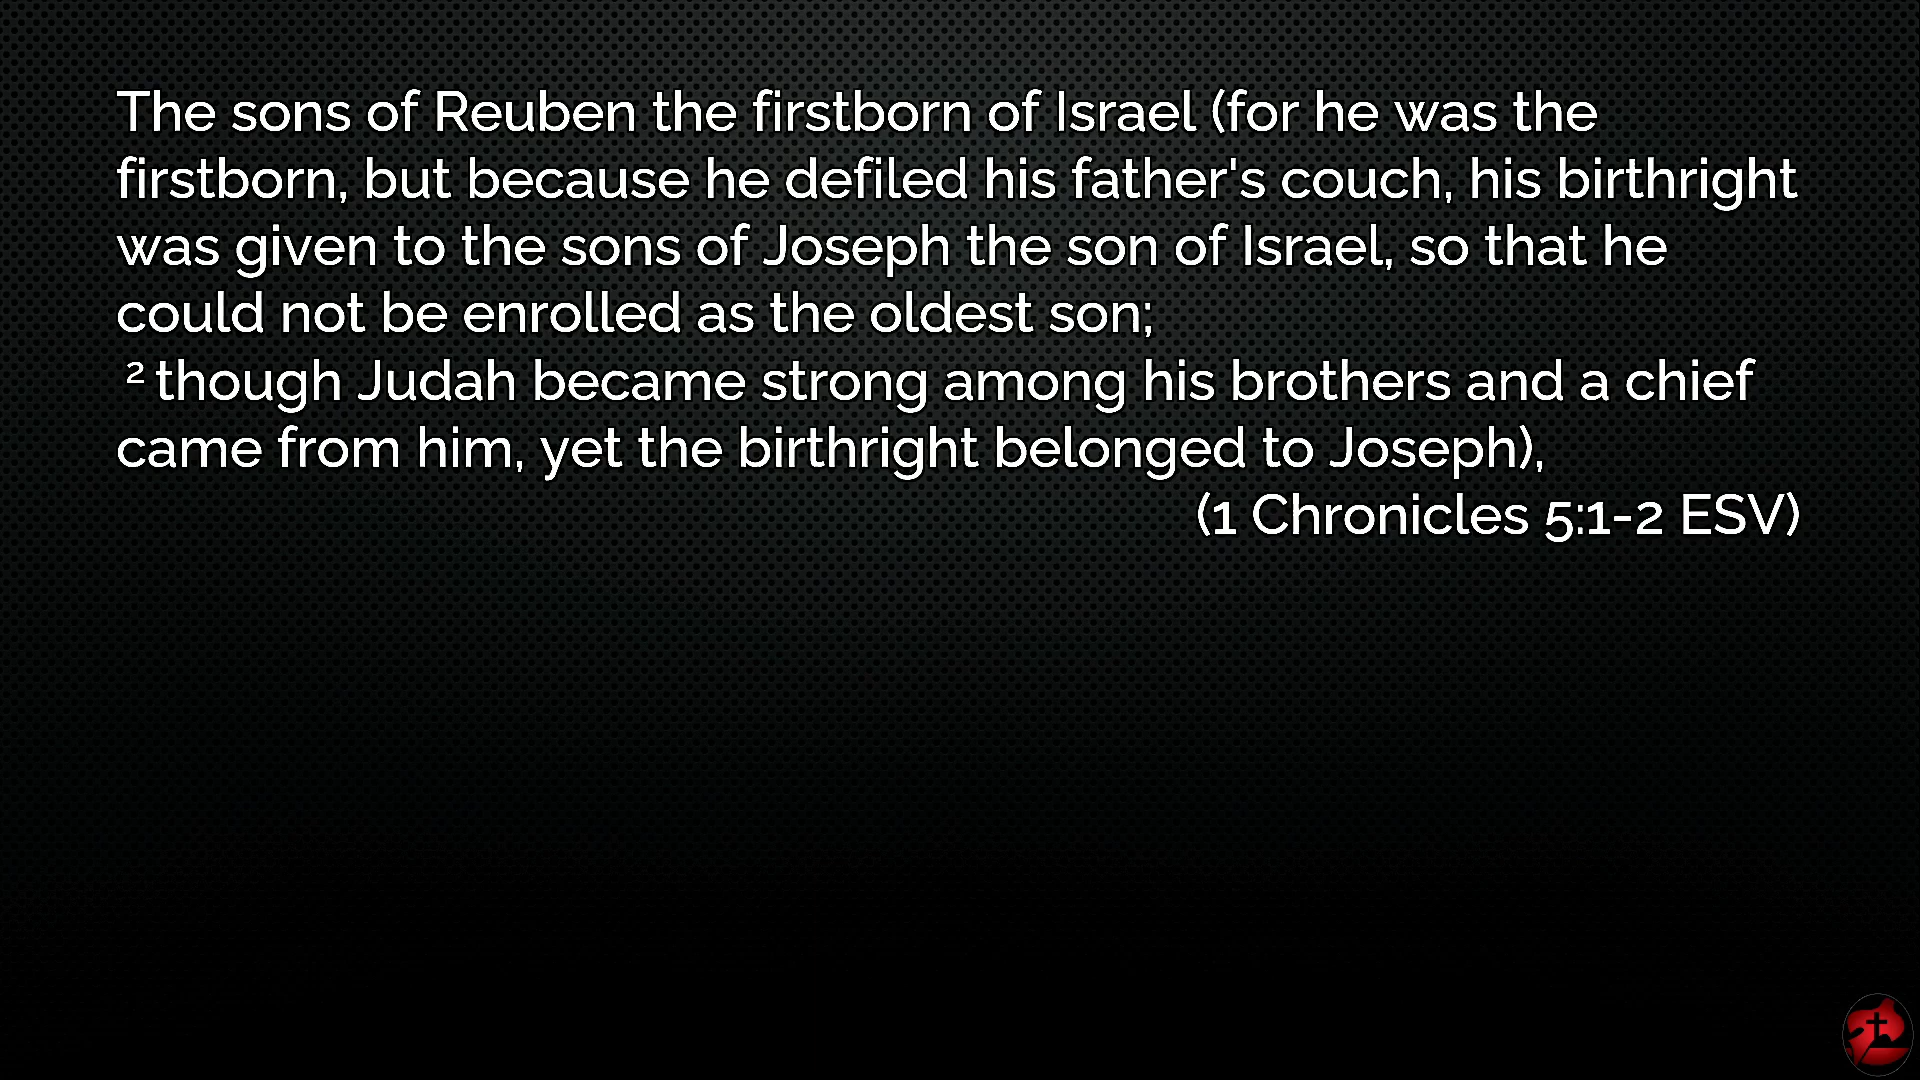 The sons of Reuben the firstborn of Israel (for he was the
firstborn, but because he defiled his father's couch, his birthright
was given to the sons of Joseph the son of Israel, so that he
could not be enrolled as the oldest son;
² though Judah became strong among his brothers and a chief
came from him, yet the birthright belonged to Joseph),
(1 Chronicles 5:1-2 ESV)